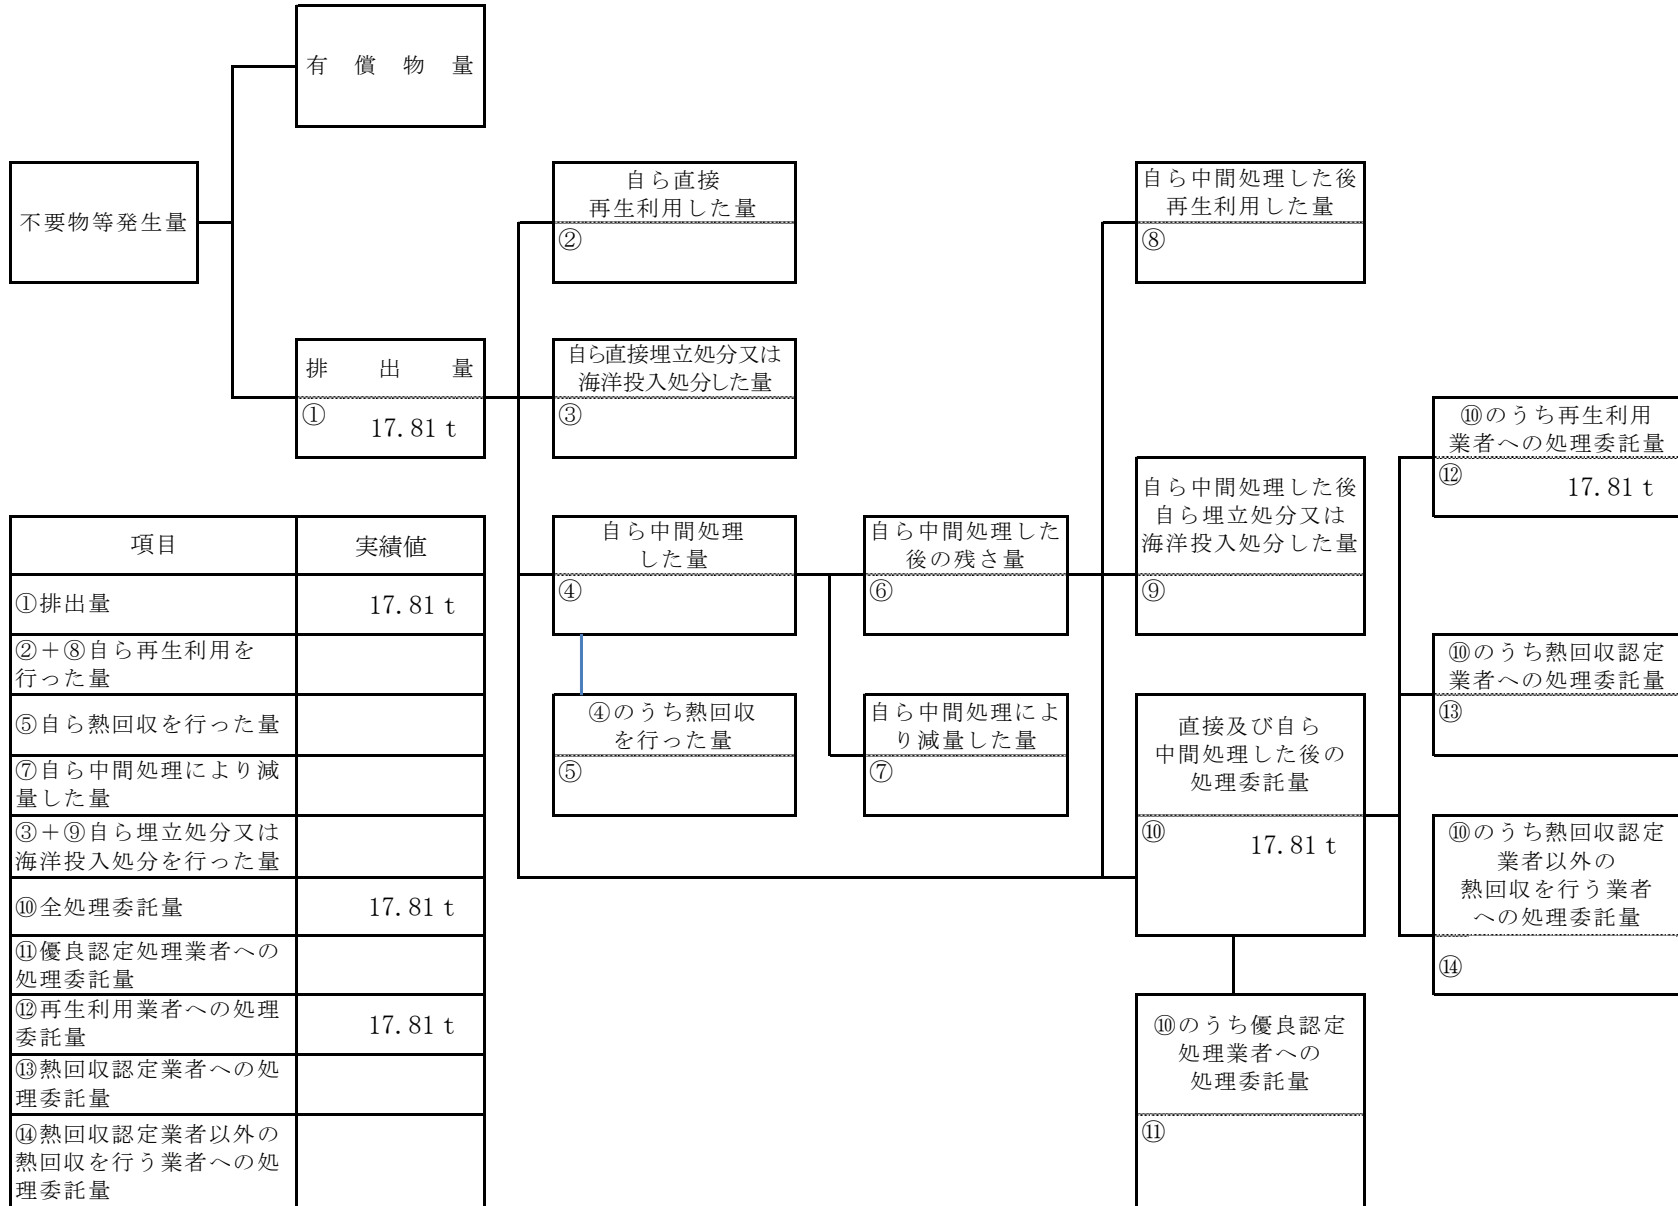 有償物量
不要物等発生量
自ら直接
再生利用した量
②
自ら中間処理した後
再生利用した量
⑧
排出量
①
17.81 t
自ら直接埋立処分又は
海洋投入処分した量
③
⑩のうち再生利用
業者への処理委託量
⑫
17.81 t
自ら中間処理した後
自ら埋立処分又は
海洋投入処分した量
⑨
自ら中間処理
した量
④
自ら中間処理した
後の残さ量
⑥
④のうち熱回収
を行った量
⑤
自ら中間処理によ
り減量した量
⑦
直接及び自ら
中間処理した後の
処理委託量
⑩
17.81 t
⑩のうち熱回収認定
業者への処理委託量
⑬
⑩のうち熱回収認定
業者以外の
熱回収を行う業者
への処理委託量
⑭
⑩のうち優良認定
処理業者への
処理委託量
⑪
項目
実績値
①排出量
17.81 t
②＋⑧自ら再生利用を
行った量
⑤自ら熱回収を行った量
⑦自ら中間処理により減
量した量
③＋⑨自ら埋立処分又は
海洋投入処分を行った量
⑩全処理委託量
17.81 t
⑪優良認定処理業者への
処理委託量
⑫再生利用業者への処理
委託量
17.81 t
⑬熱回収認定業者への処
理委託量
⑭熱回収認定業者以外の
熱回収を行う業者への処
理委託量